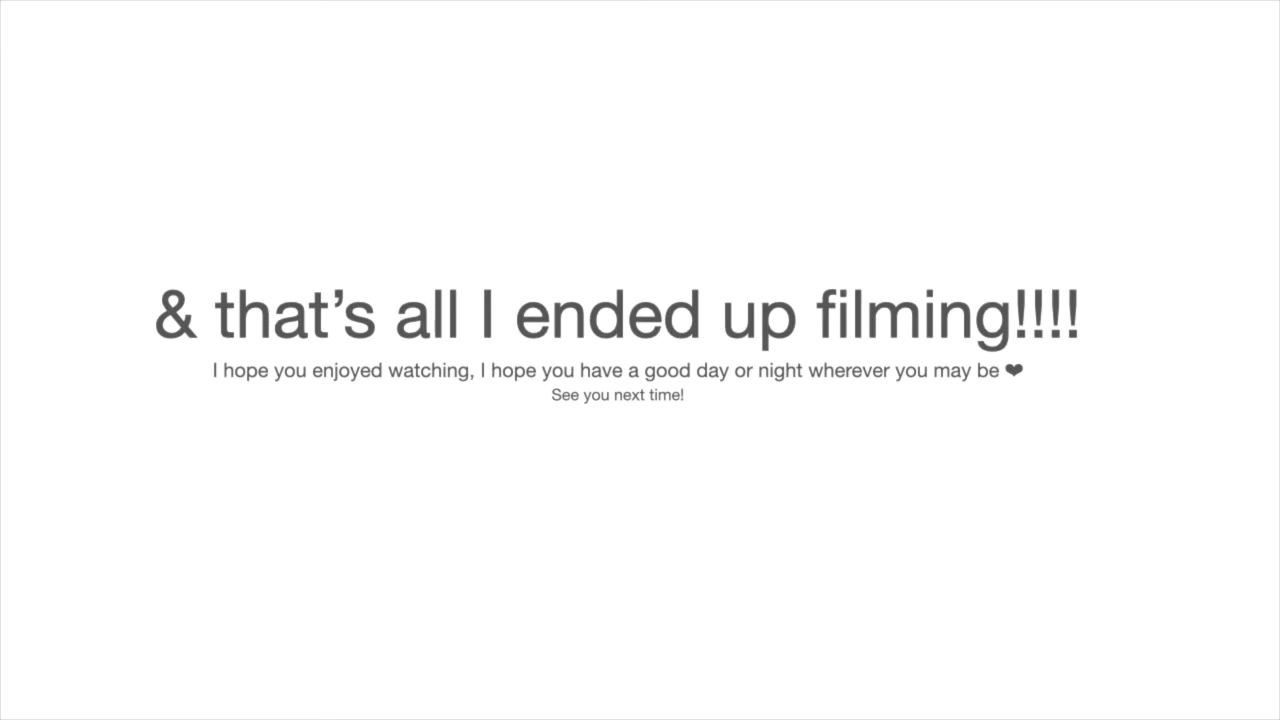 & that’s all I ended up filming!!!!
I hope you enjoyed watching, I hope you have a good day or night wherever you may be ❤
See you next time!